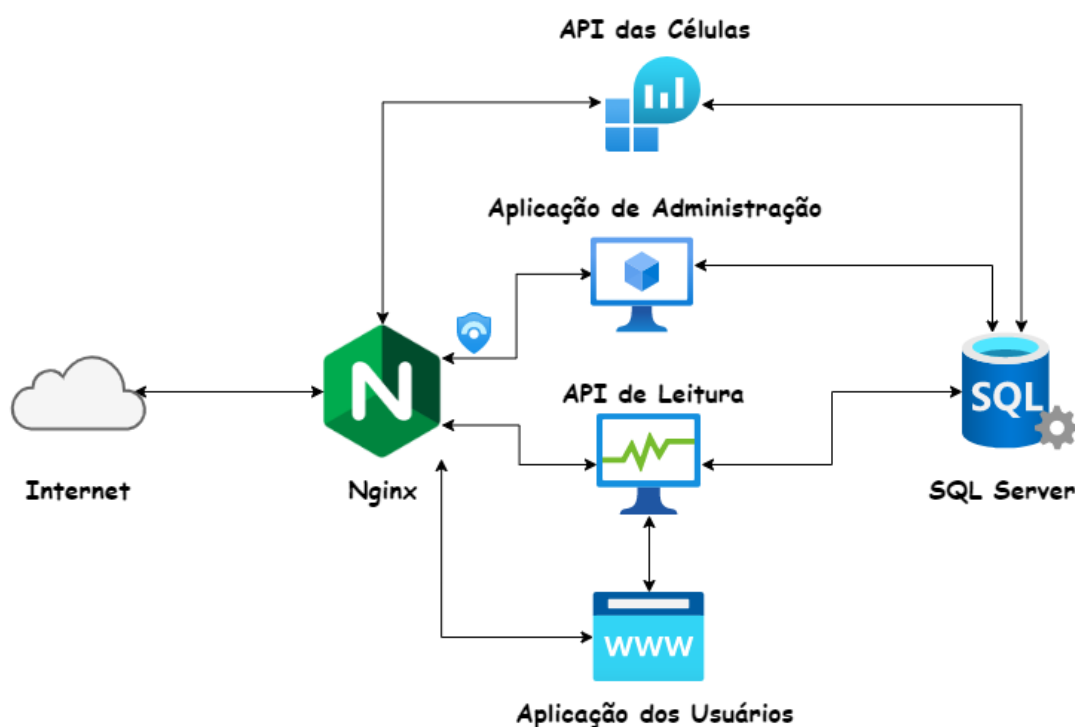 API das Células
Aplicação de Administração
N
API de Leitura
SQL
Internet
Nginx
SQL Server
WWW
Aplicação dos Usuários